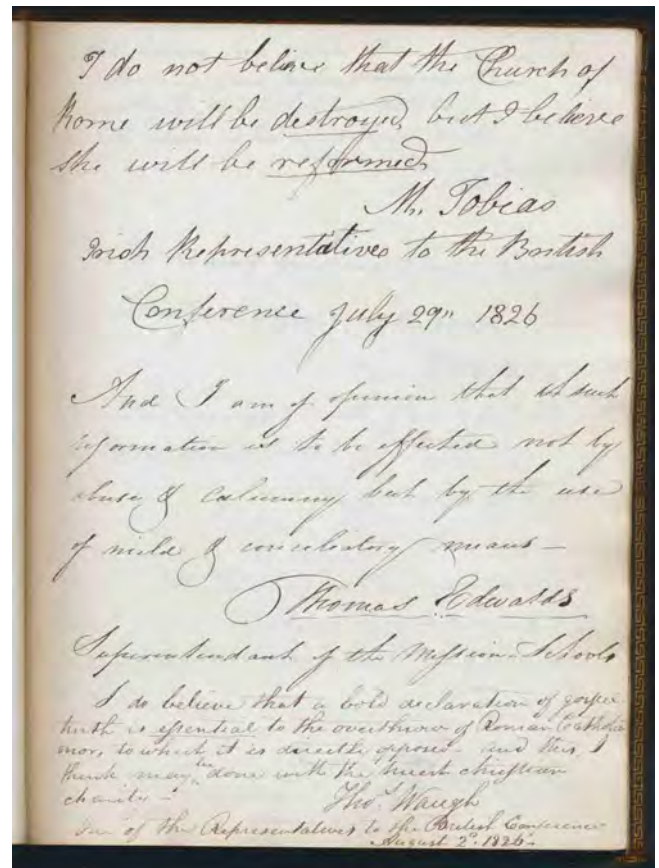 I do not believe that the Church of
Rome will be destroyed, but I believe
she will be reformed
M. Tobias
Irish Representatives to the British
Conference July 29th 1826
And I am of opinion that such
reformation is to be effected not by
abuse & calumny but by the use
of mild & conciliatory means —
Thomas Edwards
Superintendant of the Mission Schools
I do believe that a bold declaration of gospel
truth is essential to the overthrow of Roman Catholic
ism, to which it is directly opposed — and this, I
think may be done with the truest christian
charity —
Thos. Waugh
One of the Representatives to the British Conference
August 2d. 1826